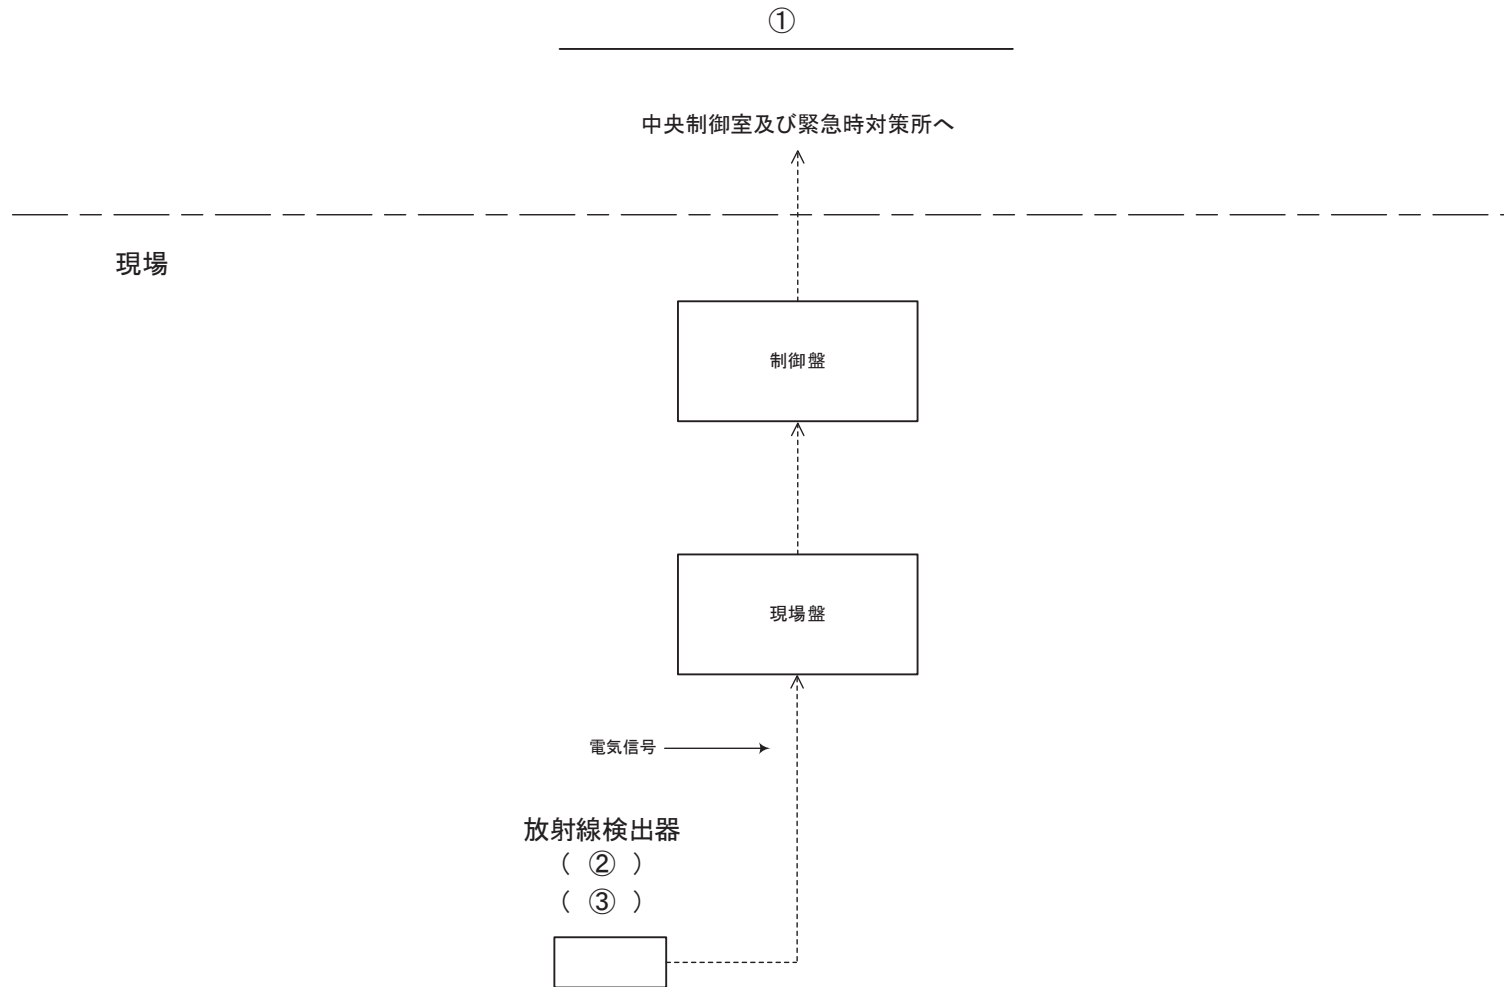 ①
中央制御室及び緊急時対策所へ
現場
制御盤
現場盤
電気信号
放射線検出器
（ ② ）
（ ③ ）